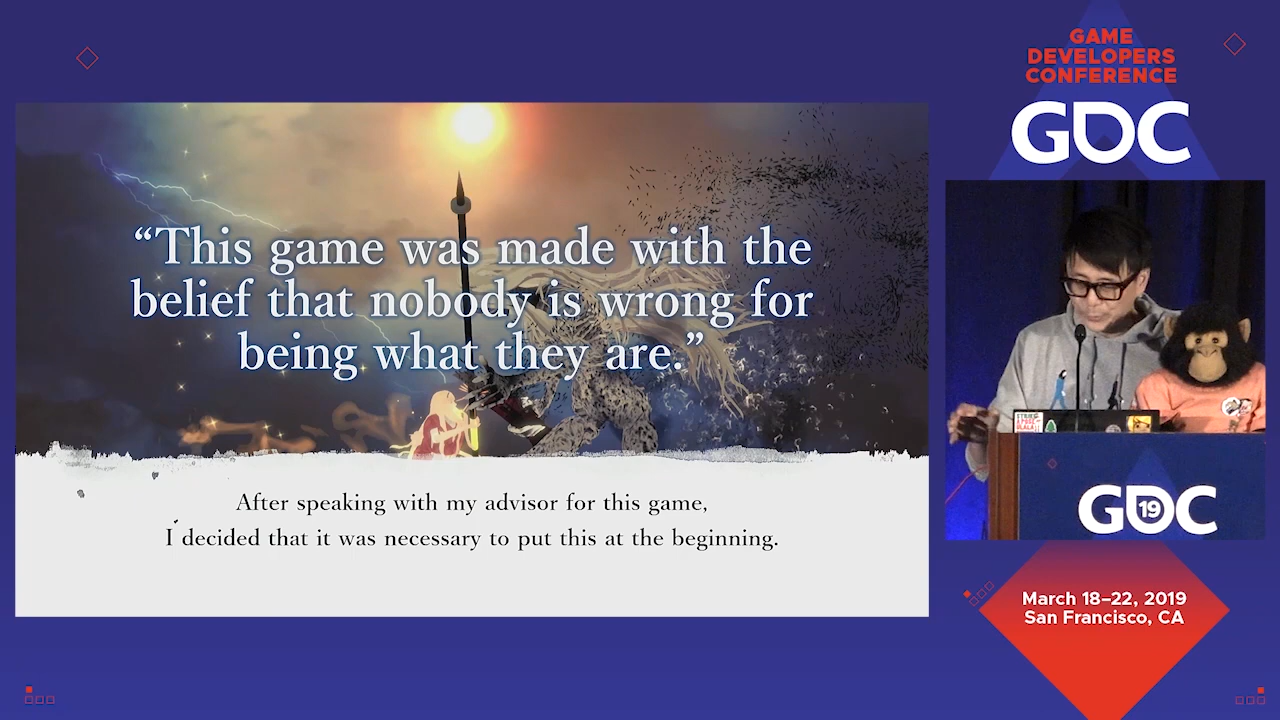 GAME
DEVELOPERS
CONFERENCE
GDC
“This game was made with the
belief that nobody is wrong for
being what they are.”
After speaking with my advisor for this game,
I decided that it was necessary to put this at the beginning.
GDC
19
March 18–22, 2019
San Francisco, CA